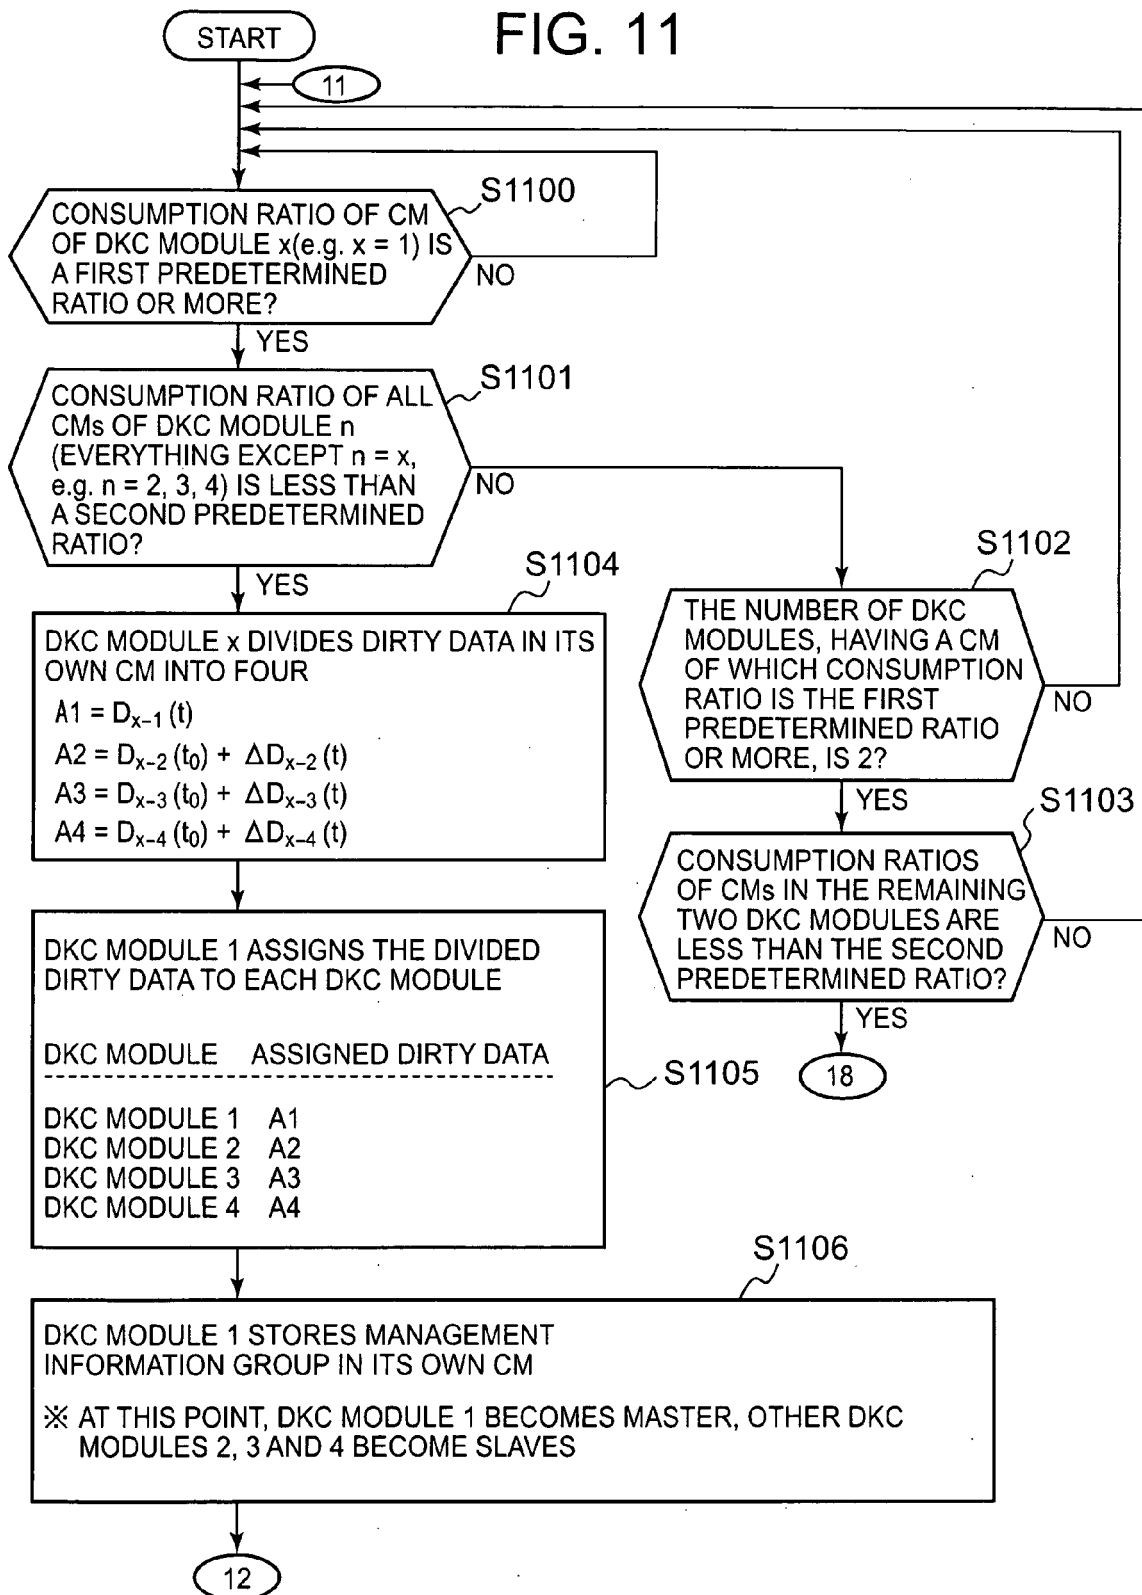 FIG. 11
START
11
S1100
CONSUMPTION RATIO OF CM
OF DKC MODULE x(e.g. x = 1) IS
A FIRST PREDETERMINED
RATIO OR MORE?
NO
YES
S1101
CONSUMPTION RATIO OF ALL
CMs OF DKC MODULE n
(EVERYTHING EXCEPT n = x,
e.g. n = 2, 3, 4) IS LESS THAN
A SECOND PREDETERMINED
RATIO?
NO
YES
S1102
THE NUMBER OF DKC
MODULES, HAVING A CM
OF WHICH CONSUMPTION
RATIO IS THE FIRST
PREDETERMINED RATIO
OR MORE, IS 2?
NO
YES
S1103
CONSUMPTION RATIOS
OF CMs IN THE REMAINING
TWO DKC MODULES ARE
LESS THAN THE SECOND
PREDETERMINED RATIO?
NO
YES
18
S1104
DKC MODULE x DIVIDES DIRTY DATA IN ITS
OWN CM INTO FOUR
A1 = Dx–1 (t)
A2 = Dx–2 (t0) + ΔDx–2 (t)
A3 = Dx–3 (t0) + ΔDx–3 (t)
A4 = Dx–4 (t0) + ΔDx–4 (t)
S1105
DKC MODULE 1 ASSIGNS THE DIVIDED
DIRTY DATA TO EACH DKC MODULE
DKC MODULE ASSIGNED DIRTY DATA
DKC MODULE 1 A1
DKC MODULE 2 A2
DKC MODULE 3 A3
DKC MODULE 4 A4
S1106
DKC MODULE 1 STORES MANAGEMENT
INFORMATION GROUP IN ITS OWN CM
※ AT THIS POINT, DKC MODULE 1 BECOMES MASTER, OTHER DKC
MODULES 2, 3 AND 4 BECOME SLAVES
12